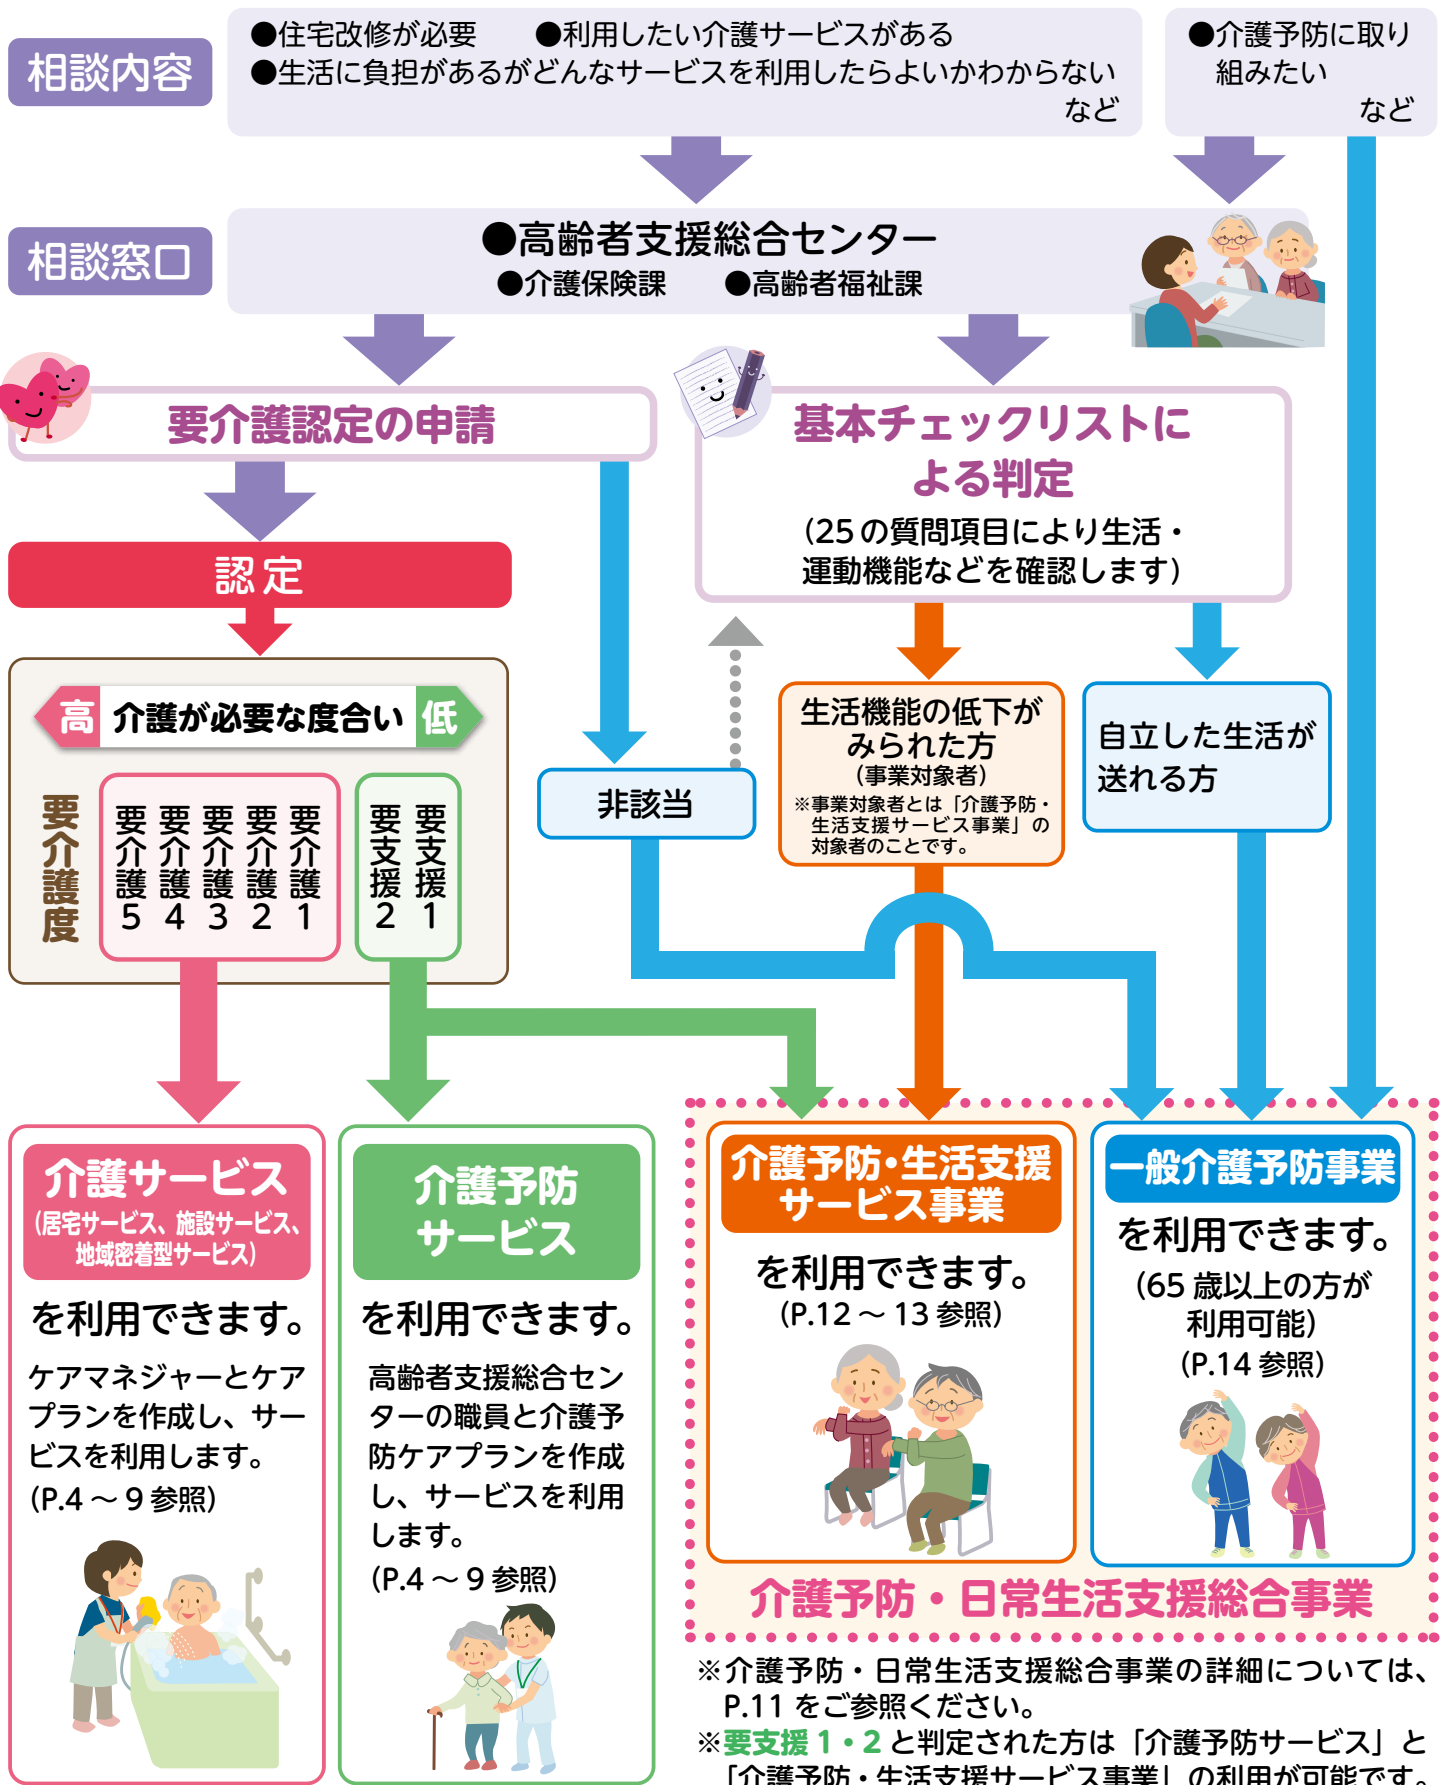 相談内容
●住宅改修が必要　●利用したい介護サービスがある
●生活に負担があるがどんなサービスを利用したらよいかわからない
など
●介護予防に取り
組みたい
など
相談窓口
●高齢者支援総合センター
●介護保険課　●高齢者福祉課
要介護認定の申請
基本チェックリストに
よる判定
（25の質問項目により生活・
運動機能などを確認します）
認定
高 介護が必要な度合い 低
要介護度
要介護5
要介護4
要介護3
要介護2
要介護1
要支援2
要支援1
非該当
生活機能の低下が
みられた方
（事業対象者）
※事業対象者とは「介護予防・
生活支援サービス事業」の
対象者のことです。
自立した生活が
送れる方
介護サービス
（居宅サービス、施設サービス、
地域密着型サービス）
を利用できます。
ケアマネジャーとケア
プランを作成し、サー
ビスを利用します。
（P.4～9参照）
介護予防
サービス
を利用できます。
高齢者支援総合セン
ターの職員と介護予
防ケアプランを作成
し、サービスを利用
します。
（P.4～9参照）
介護予防・生活支援
サービス事業
を利用できます。
（P.12～13参照）
一般介護予防事業
を利用できます。
（65歳以上の方が
利用可能）
（P.14参照）
介護予防・日常生活支援総合事業
※介護予防・日常生活支援総合事業の詳細については、
P.11をご参照ください。
※要支援1・2と判定された方は「介護予防サービス」と
「介護予防・生活支援サービス事業」の利用が可能です。